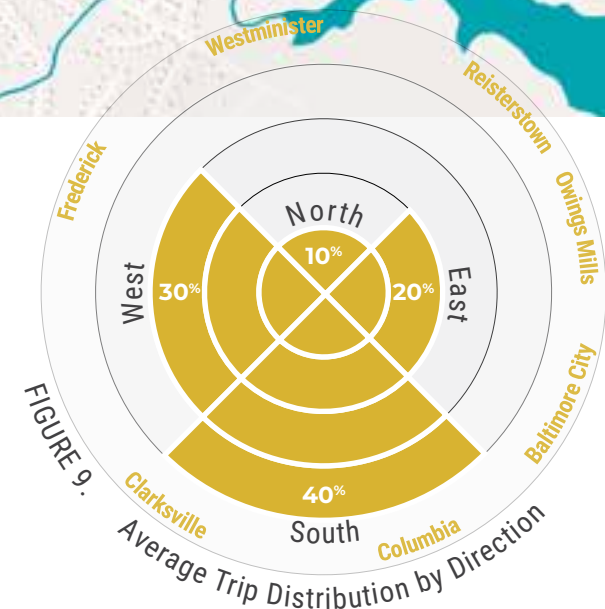 Westminister
Reisterstown
Frederick
Owings Mills
North
10%
West
30%
20%
East
Baltimore City
40%
South
Clarksville
Columbia
FIGURE 9.
Average Trip Distribution by Direction